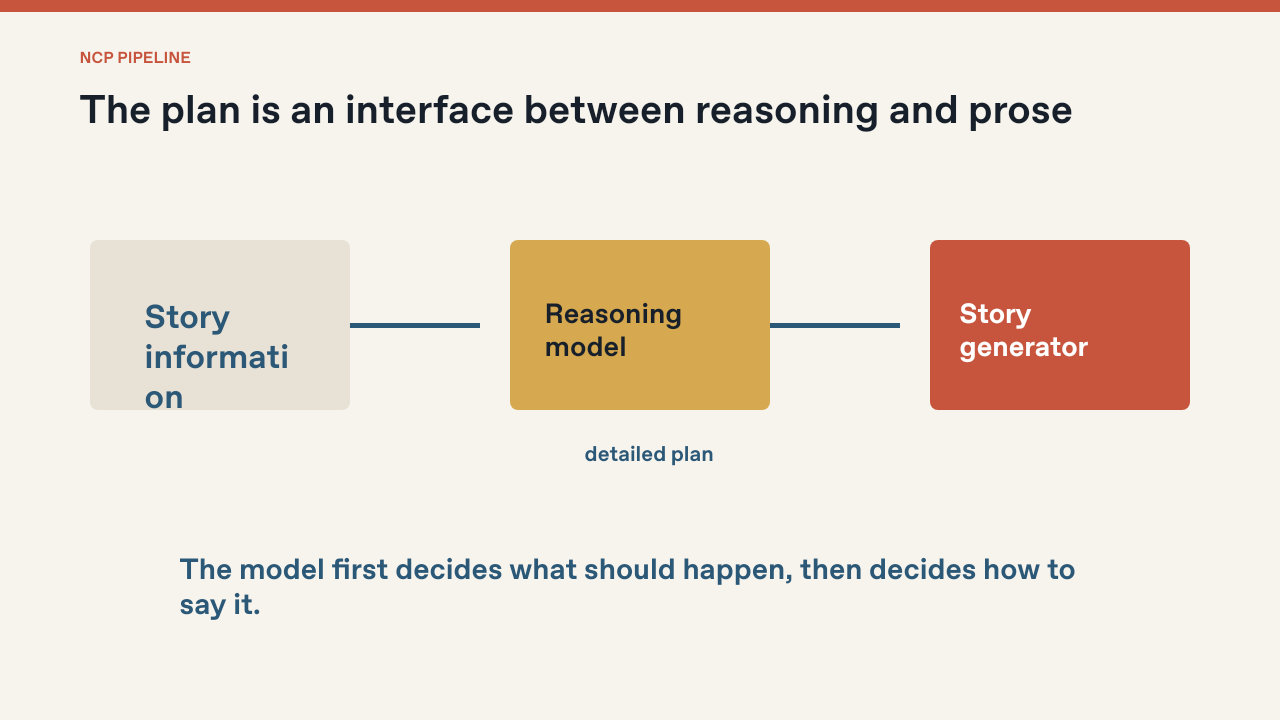 NCP PIPELINE
The plan is an interface between reasoning and prose
Story
informati
on
Reasoning
model
Story
generator
detailed plan
The model first decides what should happen, then decides how to
say it.